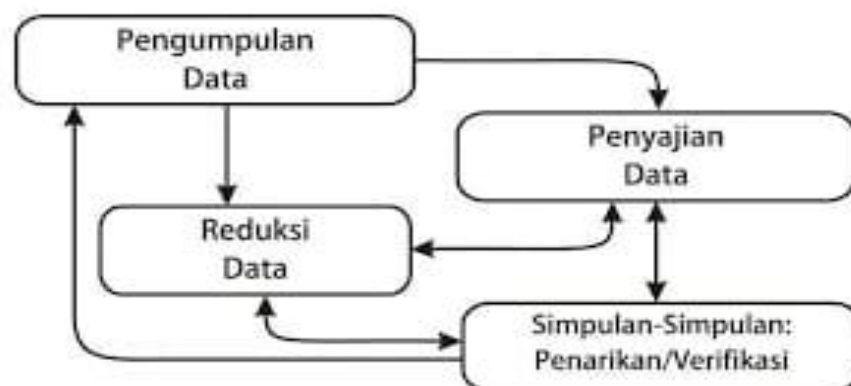 Pengumpulan
Data
Penyajian
Data
Reduksi
Data
Simpulan-Simpulan:
Penarikan/Verifikasi